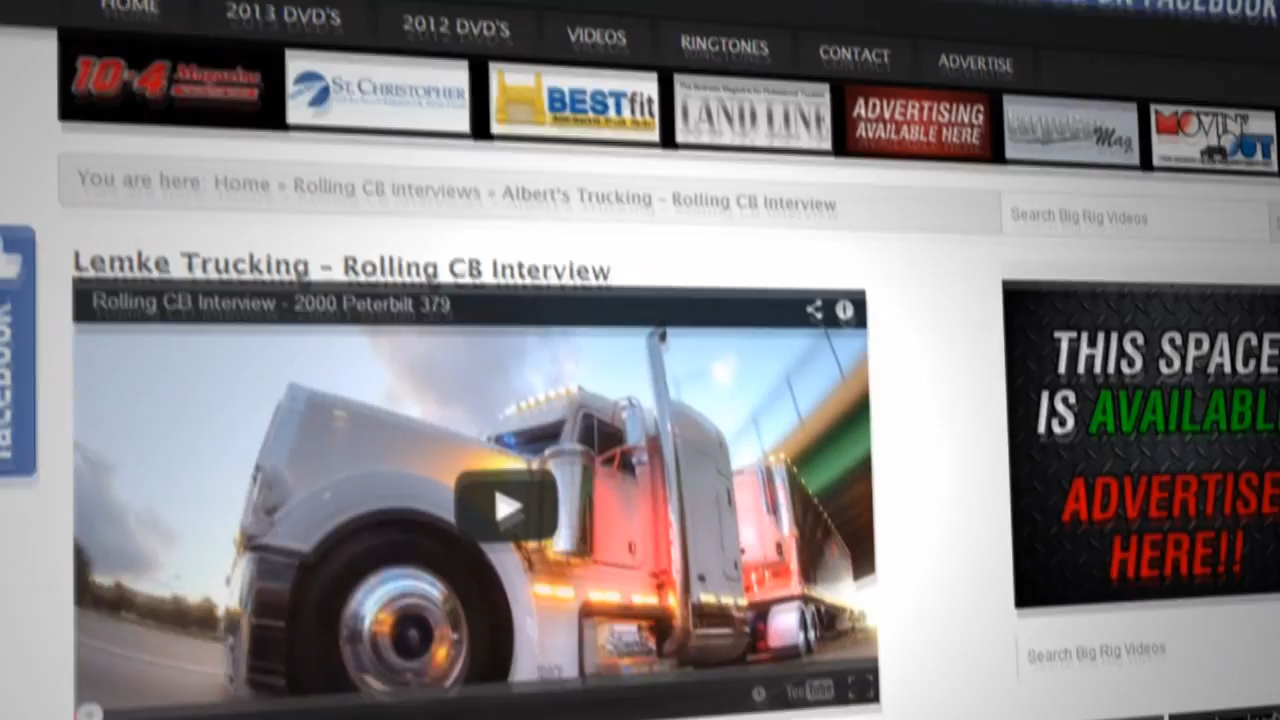 HOME
2013 DVD'S
2012 DVD'S
VIDEOS
RINGTONES
CONTACT
ADVERTISE
ON FACEBOOK
10-4 Magazine
ST. CHRISTOPHER
BESTfit
LAND LINE
ADVERTISING
AVAILABLE HERE
Mag
MOVIN' OUT
You are here: Home » Rolling CB Interviews » Albert's Trucking – Rolling CB Interview
Search Big Rig Videos
Lemke Trucking – Rolling CB Interview
Rolling CB Interview - 2000 Peterbilt 379
FACEBOOK
THIS SPACE
IS AVAILABL
ADVERTISE
HERE!!
YouTube
Search Big Rig Videos